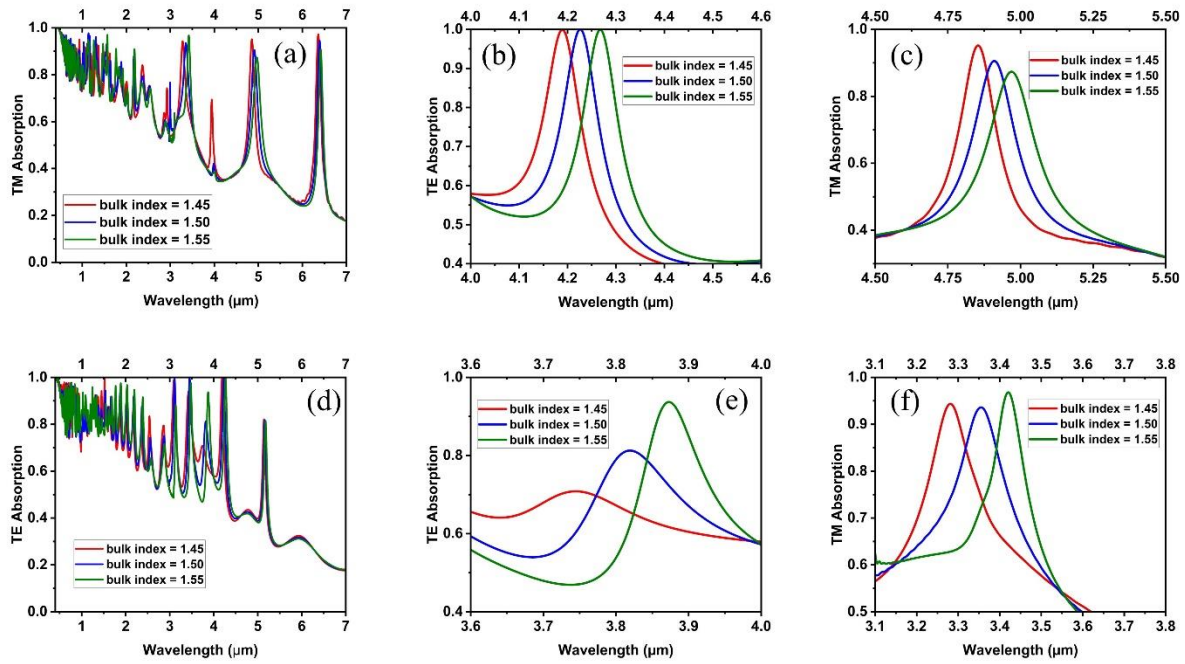 1 2 3 4 5 6 7
(a)
TM Absorption
1.0
0.8
0.6
0.4
0.2
0.0
bulk index = 1.45
bulk index = 1.50
bulk index = 1.55
1 2 3 4 5 6 7
Wavelength (µm)
4.0 4.1 4.2 4.3 4.4 4.5 4.6
(b)
TE Absorption
1.0
0.9
0.8
0.7
0.6
0.5
0.4
bulk index = 1.45
bulk index = 1.50
bulk index = 1.55
4.0 4.1 4.2 4.3 4.4 4.5 4.6
Wavelength (µm)
4.50 4.75 5.00 5.25 5.50
(c)
TM Absorption
1.0
0.8
0.6
0.4
bulk index = 1.45
bulk index = 1.50
bulk index = 1.55
4.50 4.75 5.00 5.25 5.50
Wavelength (µm)
1 2 3 4 5 6 7
(d)
TE Absorption
1.0
0.8
0.6
0.4
0.2
0.0
bulk index = 1.45
bulk index = 1.50
bulk index = 1.55
1 2 3 4 5 6 7
Wavelength (µm)
3.6 3.7 3.8 3.9 4.0
(e)
TE Absorption
1.0
0.8
0.6
0.4
bulk index = 1.45
bulk index = 1.50
bulk index = 1.55
3.6 3.7 3.8 3.9 4.0
Wavelength (µm)
3.1 3.2 3.3 3.4 3.5 3.6 3.7 3.8
(f)
TM Absorption
1.0
0.9
0.8
0.7
0.6
0.5
bulk index = 1.45
bulk index = 1.50
bulk index = 1.55
3.1 3.2 3.3 3.4 3.5 3.6 3.7 3.8
Wavelength (µm)